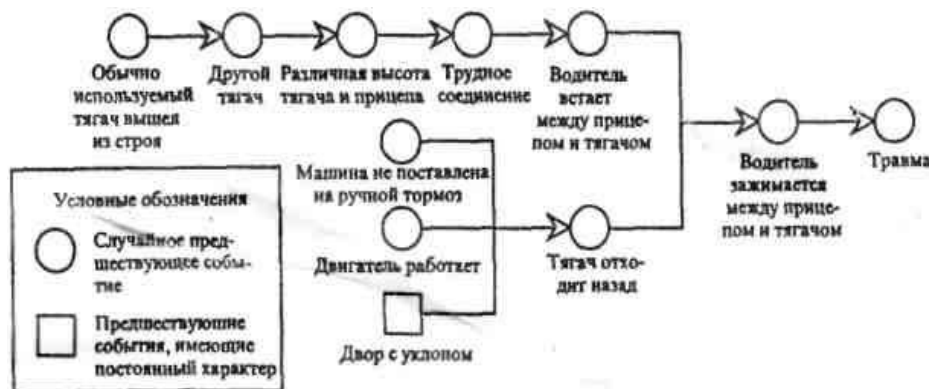 Обычно
используемый
тягач вышел
из строя
Другой
тягач
Различная высота
тягача и прицепа
Трудное
соединение
Водитель
встает
между прице-
пом и тягачом
Машина не поставлена
на ручной тормоз
Водитель
зажимается
между прице-
пом и тягачом
Травма
Двигатель работает
Тягач отхо-
дит назад
Двор с уклоном
Условные обозначения
Случайное пред-
шествующее собы-
тие
Предшествующие
события, имеющие
постоянный характер